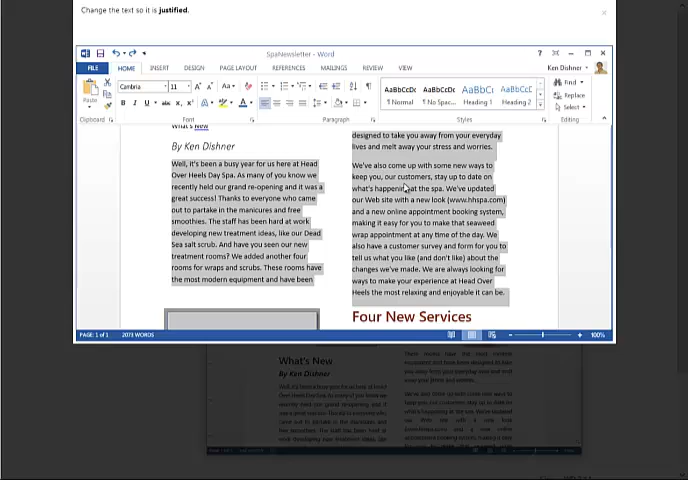 Change the text so it is justified.
SpaNewsletter - Word
FILE HOME INSERT DESIGN PAGE LAYOUT REFERENCES MAILINGS REVIEW VIEW Ken Dishner
Cambria 11 AaBbCcDc AaBbCcDc AaBbCi AaBbCcE Find
Paste ¶ Normal ¶ No Spac... Heading 1 Heading 2 Replace
Select
Clipboard Font Paragraph Styles Editing
What's New
By Ken Dishner
Well, it's been a busy year for us here at Head
Over Heels Day Spa. As many of you know we
recently held our grand re-opening and it was a
great success! Thanks to everyone who came
out to partake in the manicures and free
smoothies. The staff has been hard at work
developing new treatment ideas, like our Dead
Sea salt scrub. And have you seen our new
treatment rooms? We added another four
rooms for wraps and scrubs. These rooms have
the most modern equipment and have been
designed to take you away from your everyday
lives and melt away your stress and worries.
We've also come up with some new ways to
keep you, our customers, stay up to date on
what's happening at the spa. We've updated
our Web site with a new look (www.hhspa.com)
and a new online appointment booking system,
making it easy for you to make that seaweed
wrap appointment at any time of the day. We
also have a customer survey and form for you to
tell us what you like (and don't like) about the
changes we've made. We are always looking for
ways to make your experience at Head Over
Heels the most relaxing and enjoyable it can be.
Four New Services
PAGE: 1 of 1 2073 WORDS 100%
What's New
By Ken Dishner